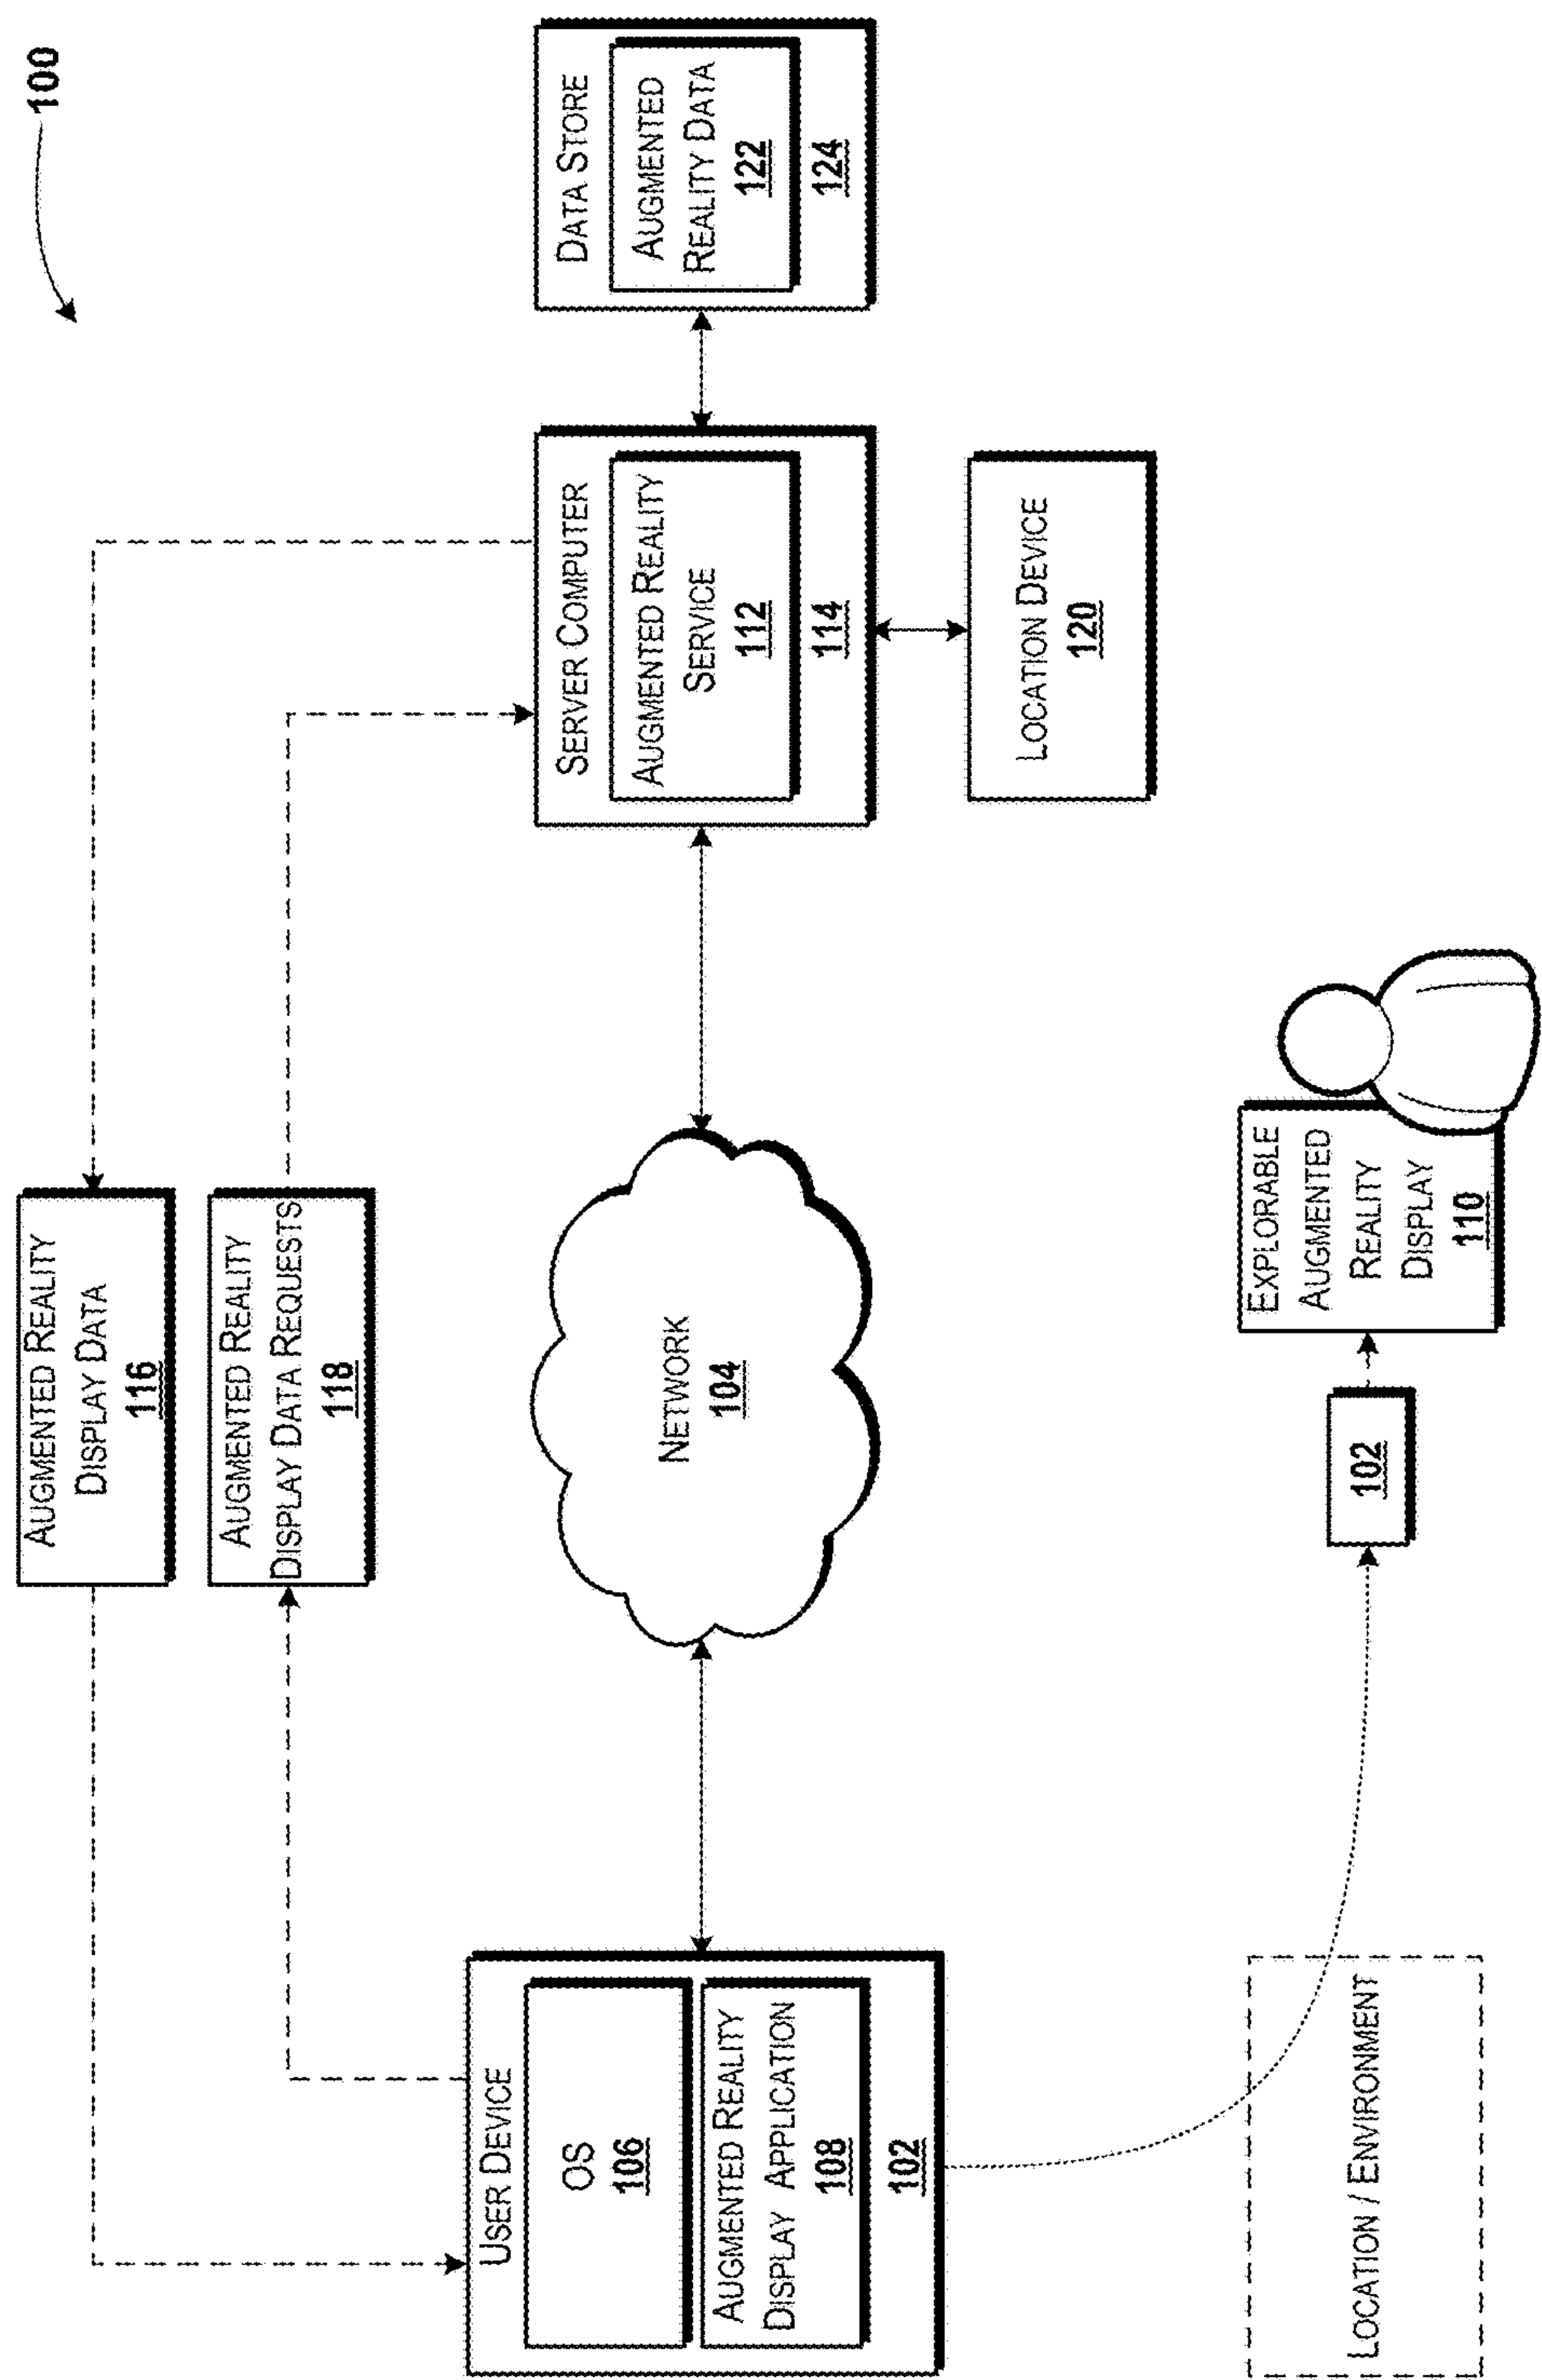 100
AUGMENTED REALITY
DISPLAY DATA
116
AUGMENTED REALITY
DISPLAY DATA REQUESTS
118
USER DEVICE
OS
106
AUGMENTED REALITY
DISPLAY APPLICATION
108
102
NETWORK
104
SERVER COMPUTER
AUGMENTED REALITY
SERVICE
112
114
DATA STORE
AUGMENTED
REALITY DATA
122
124
LOCATION DEVICE
120
LOCATION / ENVIRONMENT
102
EXPLORABLE
AUGMENTED
REALITY
DISPLAY
110